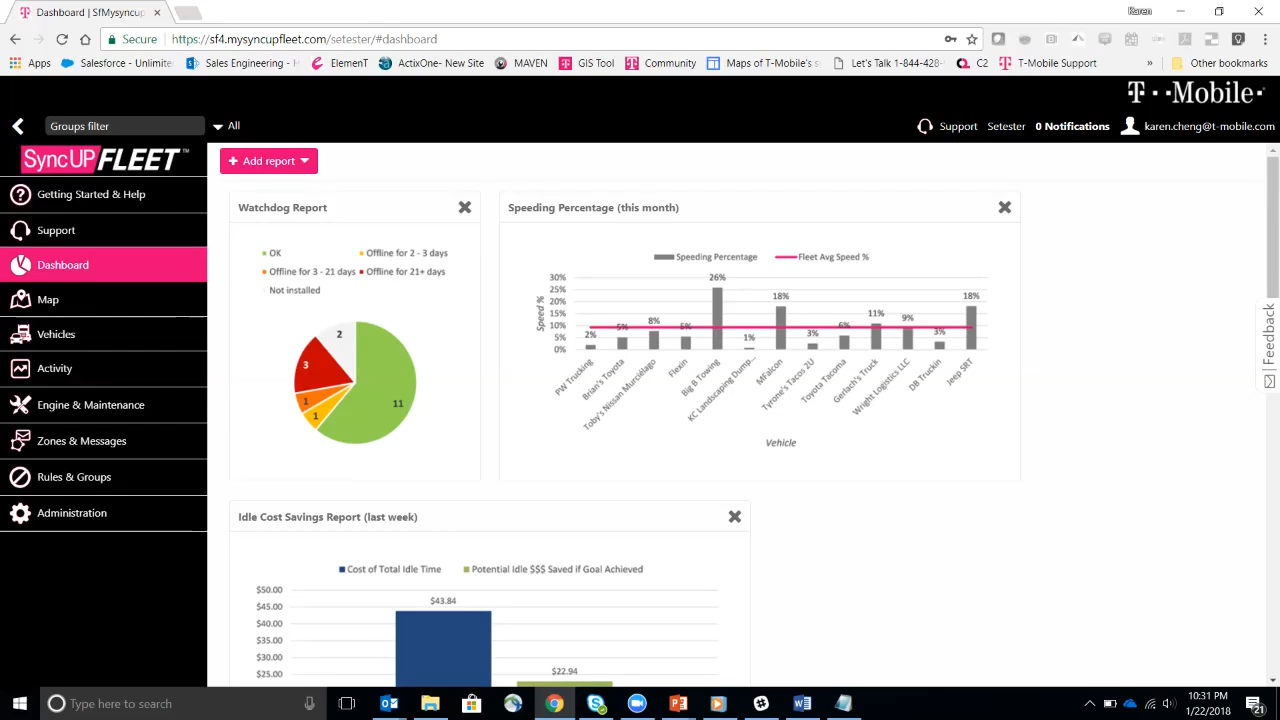 Dashboard | SfMysyncup
Karen
Secure
https://sf4.mysyncupfleet.com/setester/#dashboard
Apps
Salesforce - Unlimite
Sales Engineering - H
ElemenT
ActixOne - New Site
MAVEN
GIS Tool
Community
Maps of T-Mobile's s
Let's Talk 1-844-428-
C2
T-Mobile Support
»
Other bookmarks
T··Mobile·
Groups filter
All
Support
Setester
0 Notifications
karen.cheng@t-mobile.com
SyncUP FLEET™
+ Add report
Getting Started & Help
Support
Dashboard
Map
Vehicles
Activity
Engine & Maintenance
Zones & Messages
Rules & Groups
Administration
Watchdog Report
OK
Offline for 2 - 3 days
Offline for 3 - 21 days
Offline for 21+ days
Not installed
2
3
1
1
11
Speeding Percentage (this month)
Speeding Percentage
Fleet Avg Speed %
Speed %
30%
25%
20%
15%
10%
5%
0%
2%
5%
8%
5%
26%
1%
18%
3%
6%
11%
9%
3%
18%
PW Trucking
Brian's Toyota
Toby's Nissan Murciélago
Flexin
Big B Towing
KC Landscaping Dump...
MFalcon
Tyrone's Tacos 2U
Toyota Tacoma
Gerlach's Truck
Wright Logistics LLC
DB Truckin
Jeep SRT
Vehicle
Feedback
Idle Cost Savings Report (last week)
Cost of Total Idle Time
Potential Idle $$$ Saved if Goal Achieved
$50.00
$45.00
$40.00
$35.00
$30.00
$25.00
$43.84
$22.94
Type here to search
10:31 PM
1/22/2018
21